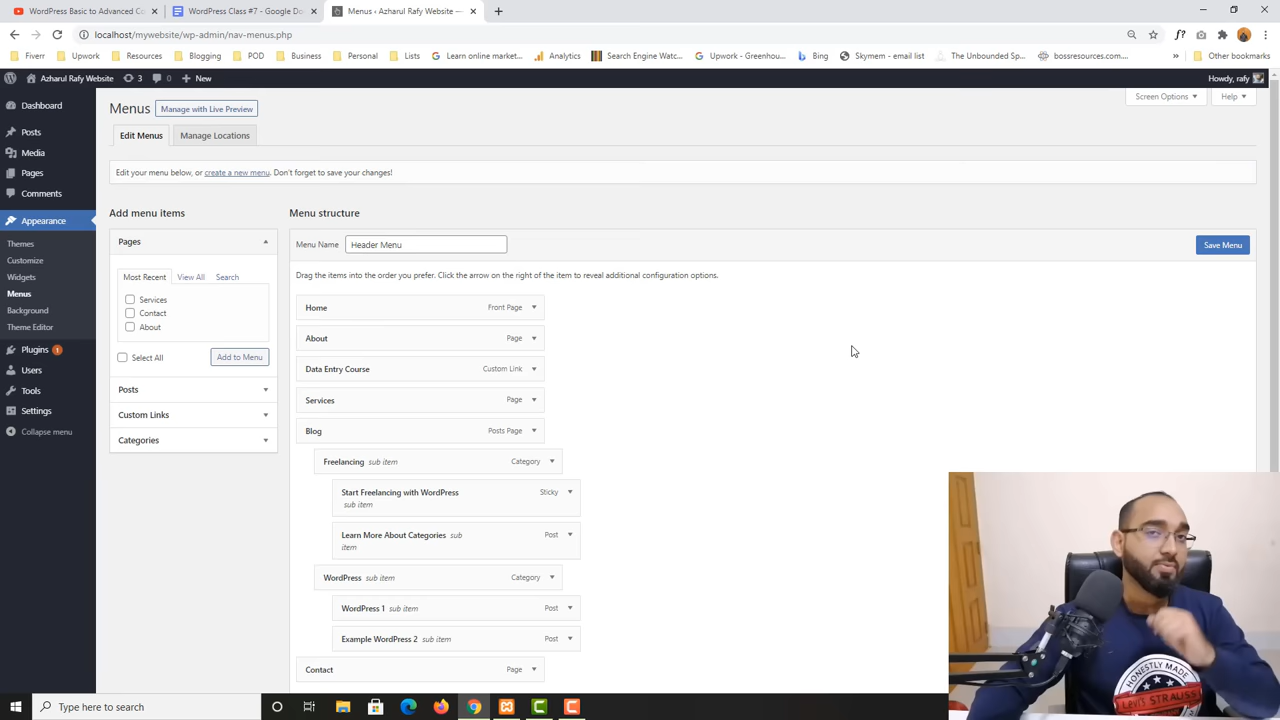 WordPress Basic to Advanced Co
WordPress Class #7 - Google Do
Menus ‹ Azharul Rafy Website —
localhost/mywebsite/wp-admin/nav-menus.php
Fiverr
Upwork
Resources
Blogging
POD
Business
Personal
Lists
Learn online market...
Analytics
Search Engine Watc...
Upwork - Greenhou...
Bing
Skymem - email list
The Unbounded Sp...
bossresources.com...
»
Other bookmarks
Azharul Rafy Website
3
0
New
Howdy, rafy
Dashboard
Posts
Media
Pages
Comments
Appearance
Themes
Customize
Widgets
Menus
Background
Theme Editor
Plugins 1
Users
Tools
Settings
Collapse menu
Menus
Manage with Live Preview
Screen Options
Help
Edit Menus
Manage Locations
Edit your menu below, or create a new menu. Don't forget to save your changes!
Add menu items
Pages
Most Recent
View All
Search
Services
Contact
About
Select All
Add to Menu
Posts
Custom Links
Categories
Menu structure
Menu Name
Header Menu
Save Menu
Drag the items into the order you prefer. Click the arrow on the right of the item to reveal additional configuration options.
Home
Front Page
About
Page
Data Entry Course
Custom Link
Services
Page
Blog
Posts Page
Freelancing sub item
Category
Start Freelancing with WordPress
sub item
Sticky
Learn More About Categories sub
item
Post
WordPress sub item
Category
WordPress 1 sub item
Post
Example WordPress 2 sub item
Post
Contact
Page
HONESTLY MADE
LEVI STRAUSS
Type here to search